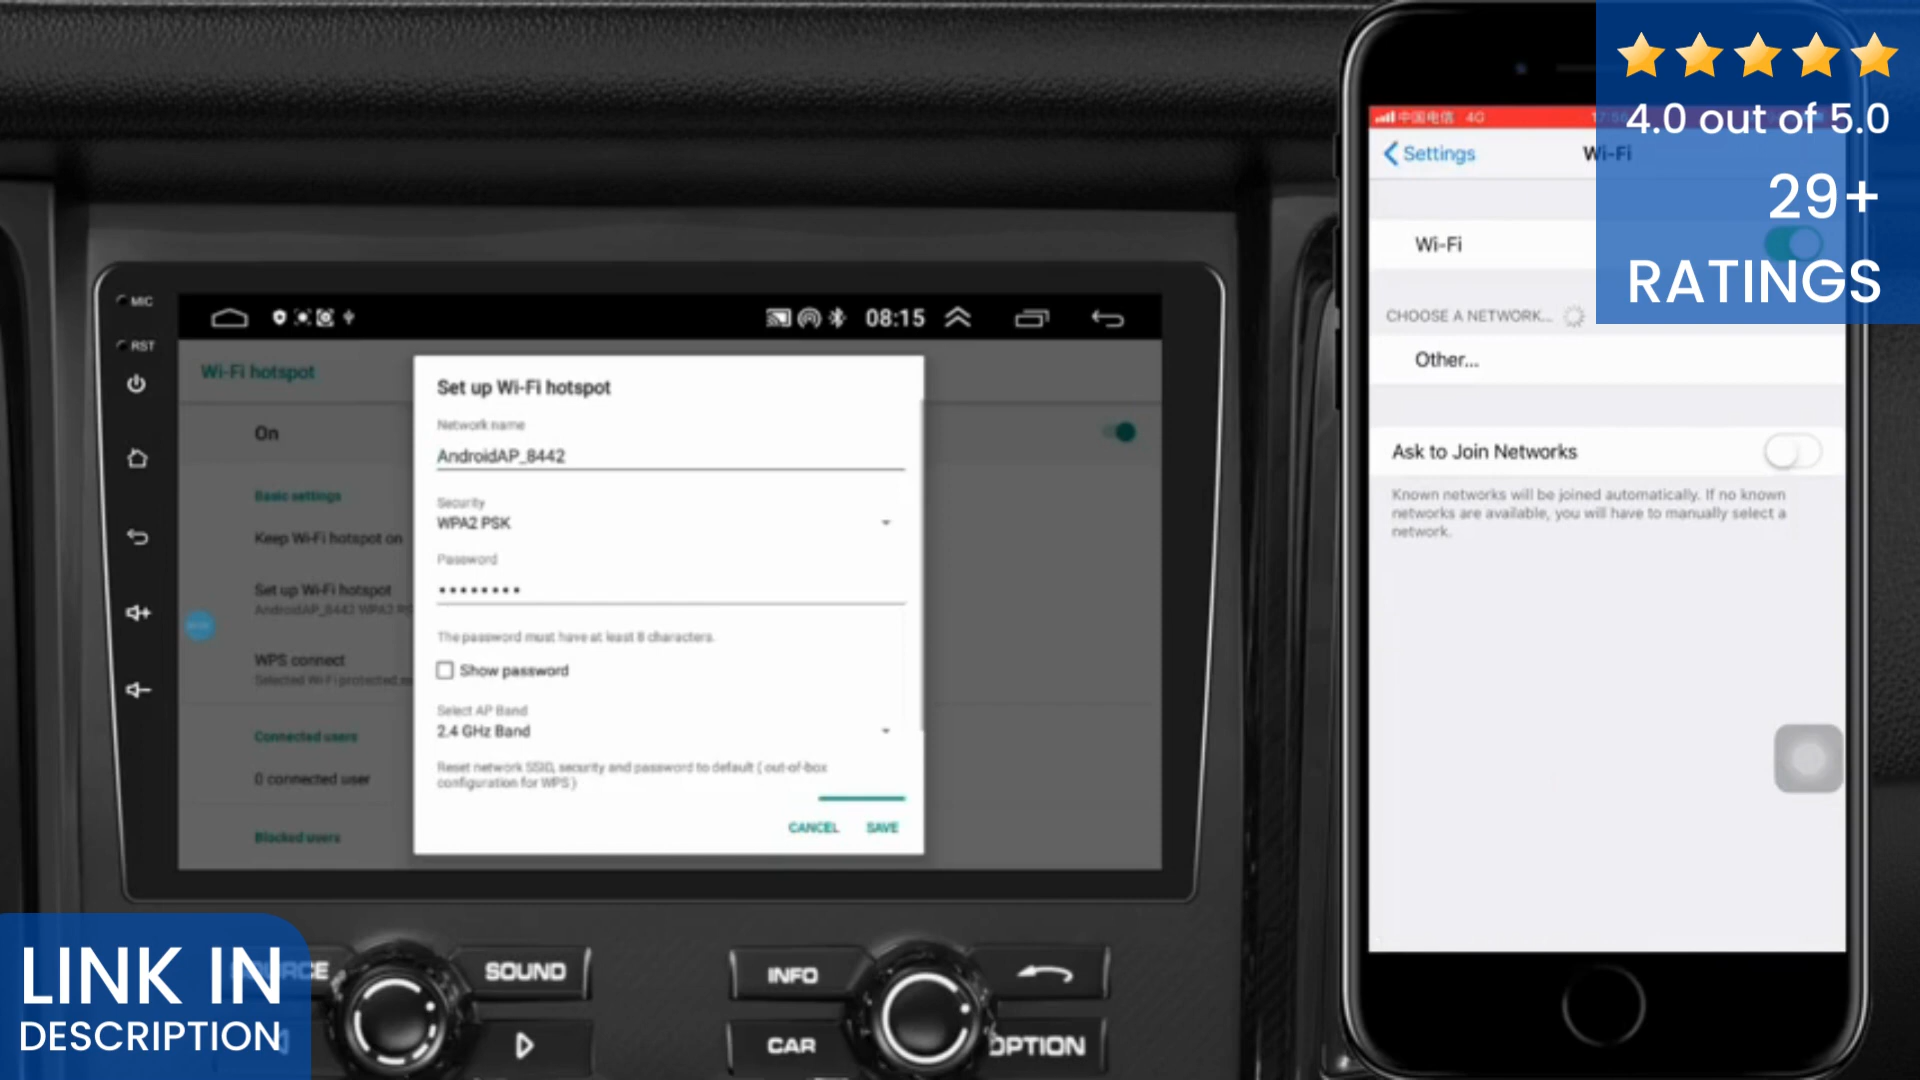 4.0 out of 5.0
29+
RATINGS
中国电信 4G
Settings
Wi-Fi
Wi-Fi
CHOOSE A NETWORK...
Other...
Ask to Join Networks
Known networks will be joined automatically. If no known
networks are available, you will have to manually select a
network.
MIC
RST
08:15
Wi-Fi hotspot
On
Basic settings
Keep Wi-Fi hotspot on
Set up Wi-Fi hotspot
AndroidAP_8442 WPA2
WPS connect
Selected Wi-Fi protected
Connected users
0 connected user
Blocked users
Set up Wi-Fi hotspot
Network name
AndroidAP_8442
Security
WPA2 PSK
Password
••••••••
The password must have at least 8 characters.
Show password
Select AP Band
2.4 GHz Band
Reset network SSID, security and password to default ( out-of-box
configuration for WPS )
CANCEL SAVE
SOUND
INFO
CAR
OPTION
LINK IN
DESCRIPTION